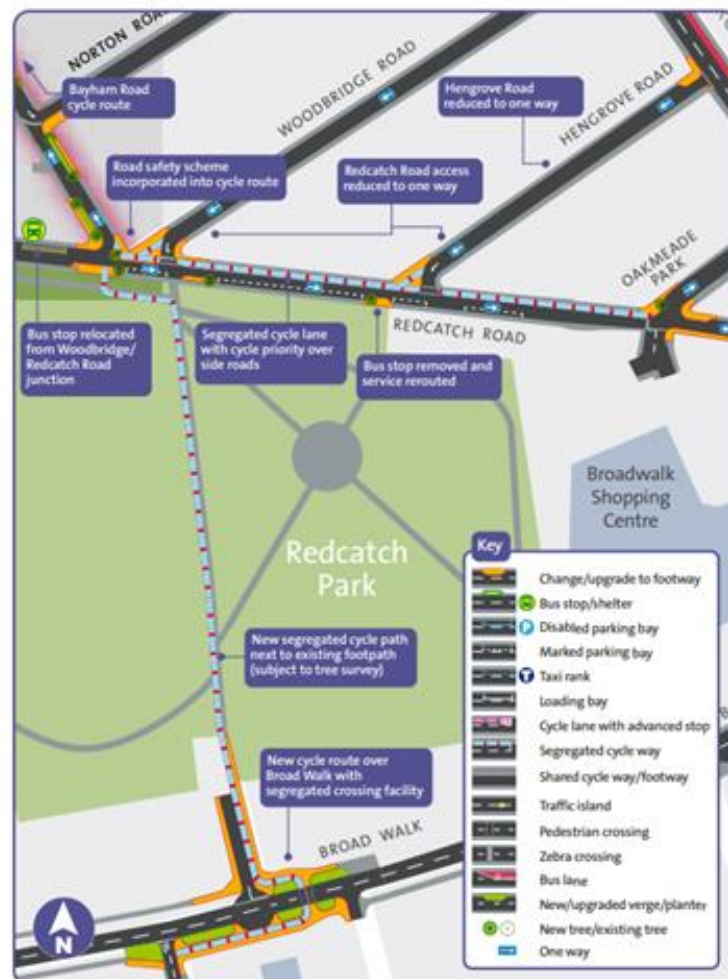 NORTON ROAD
Bayham Road
cycle route
WOODBRIDGE ROAD
Hengrove Road
reduced to one way
HENGROVE ROAD
Road safety scheme
incorporated into cycle route
Redcatch Road access
reduced to one way
OAKMEADE
PARK
Bus stop relocated
from Woodbridge/
Redcatch Road
junction
Segregated cycle lane
with cycle priority over
side roads
REDCATCH ROAD
Bus stop removed and
service rerouted
Broadwalk
Shopping
Centre
Redcatch
Park
New segregated cycle path
next to existing footpath
(subject to tree survey)
New cycle route over
Broad Walk with
segregated crossing facility
BROAD WALK
N
Key
Change/upgrade to footway
Bus stop/shelter
P Disabled parking bay
Marked parking bay
T Taxi rank
Loading bay
Cycle lane with advanced stop
Segregated cycle way
Shared cycle way/footway
Traffic island
Pedestrian crossing
Zebra crossing
Bus lane
New/upgraded verge/planter
New tree/existing tree
One way